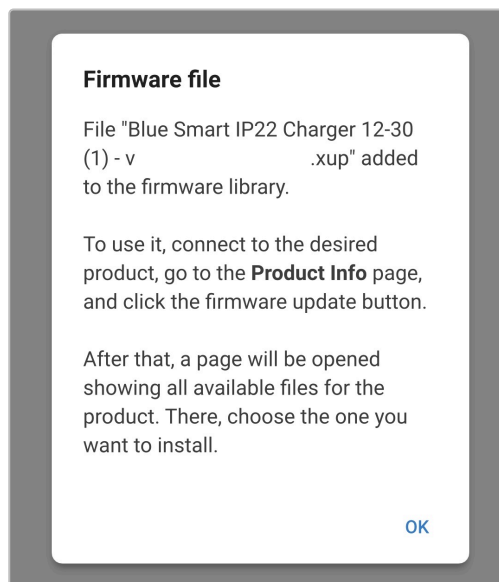 Firmware file
File "Blue Smart IP22 Charger 12-30
(1) - v .xup" added
to the firmware library.
To use it, connect to the desired
product, go to the Product Info page,
and click the firmware update button.
After that, a page will be opened
showing all available files for the
product. There, choose the one you
want to install.
OK